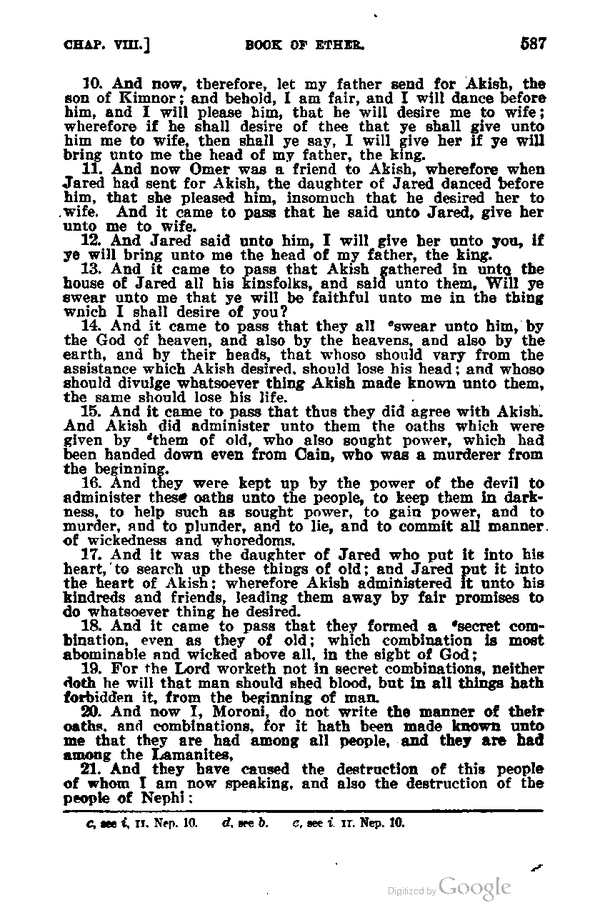 CHAP. VIII.] BOOK OF ETHER. 587
10. And now, therefore, let my father send for Akish, the
son of Kimnor; and behold, I am fair, and I will dance before
him, and I will please him, that he will desire me to wife;
wherefore if he shall desire of thee that ye shall give unto
him me to wife, then shall ye say, I will give her if ye will
bring unto me the head of my father, the king.
11. And now Omer was a friend to Akish, wherefore when
Jared had sent for Akish, the daughter of Jared danced before
him, that she pleased him, insomuch that he desired her to
wife. And it came to pass that he said unto Jared, give her
unto me to wife.
12. And Jared said unto him, I will give her unto you, if
ye will bring unto me the head of my father, the king.
13. And it came to pass that Akish gathered in unto the
house of Jared all his kinsfolks, and said unto them, Will ye
swear unto me that ye will be faithful unto me in the thing
which I shall desire of you?
14. And it came to pass that they all ᶜswear unto him, by
the God of heaven, and also by the heavens, and also by the
earth, and by their heads, that whoso should vary from the
assistance which Akish desired, should lose his head; and whoso
should divulge whatsoever thing Akish made known unto them,
the same should lose his life.
15. And it came to pass that thus they did agree with Akish.
And Akish did administer unto them the oaths which were
given by ᵈthem of old, who also sought power, which had
been handed down even from Cain, who was a murderer from
the beginning.
16. And they were kept up by the power of the devil to
administer these oaths unto the people, to keep them in dark-
ness, to help such as sought power, to gain power, and to
murder, and to plunder, and to lie, and to commit all manner
of wickedness and whoredoms.
17. And it was the daughter of Jared who put it into his
heart, to search up these things of old; and Jared put it into
the heart of Akish; wherefore Akish administered it unto his
kindreds and friends, leading them away by fair promises to
do whatsoever thing he desired.
18. And it came to pass that they formed a ᵉsecret com-
bination, even as they of old; which combination is most
abominable and wicked above all, in the sight of God;
19. For the Lord worketh not in secret combinations, neither
doth he will that man should shed blood, but in all things hath
forbidden it, from the beginning of man.
20. And now I, Moroni, do not write the manner of their
oaths, and combinations, for it hath been made known unto
me that they are had among all people, and they are had
among the Lamanites,
21. And they have caused the destruction of this people
of whom I am now speaking, and also the destruction of the
people of Nephi;
c, see i, II. Nep. 10. d, see b. e, see i. II. Nep. 10.
Digitized by Google